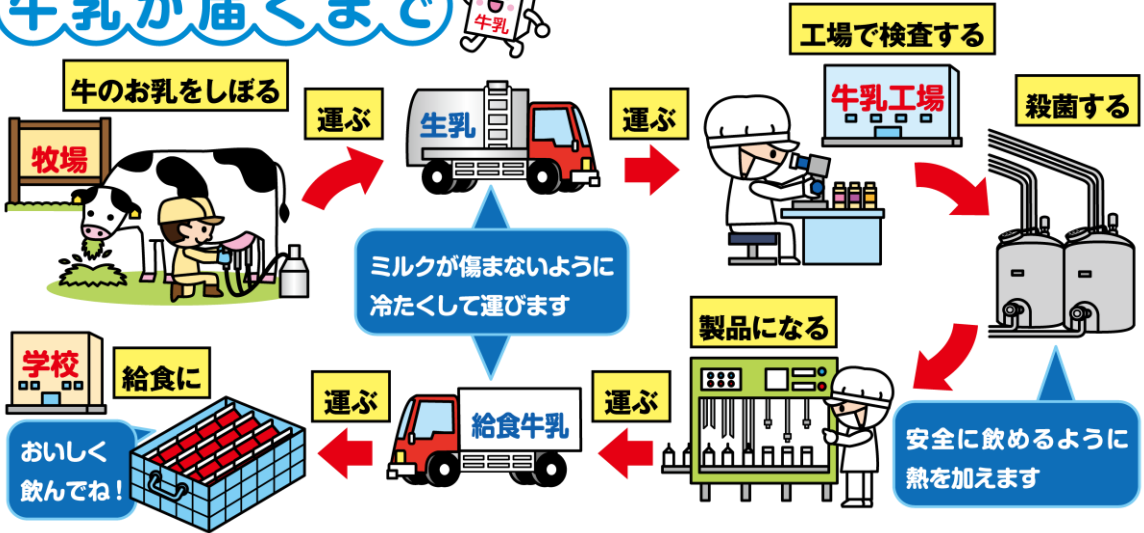 牛乳が届くまで
牛乳
牛のお乳をしぼる
牧場
運ぶ
生乳
運ぶ
工場で検査する
牛乳工場
殺菌する
ミルクが傷まないように
冷たくして運びます
安全に飲めるように
熱を加えます
製品になる
運ぶ
給食牛乳
運ぶ
給食に
学校
おいしく
飲んでね!